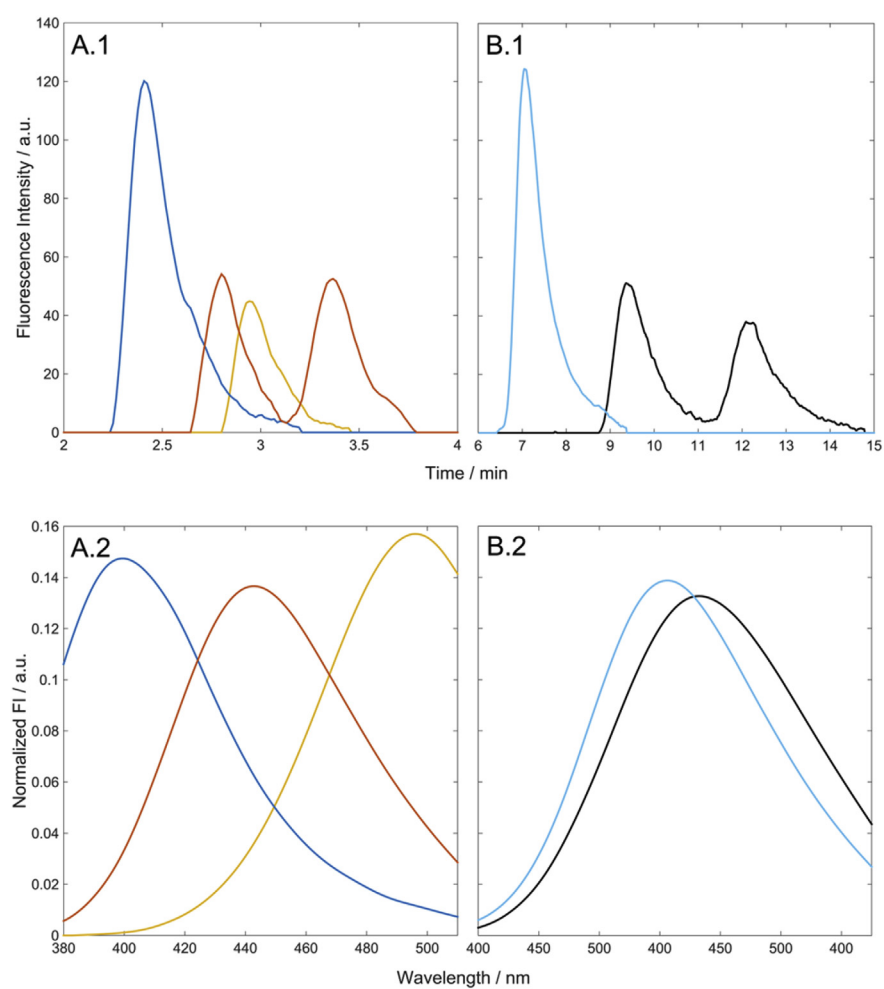 A.1
B.1
140
120
100
80
60
40
20
0
Fluorescence Intensity / a.u.
2 2.5 3 3.5 4
6 7 8 9 10 11 12 13 14 15
Time / min
A.2
B.2
0.16
0.14
0.12
0.1
0.08
0.06
0.04
0.02
0
Normalized FI / a.u.
380 400 420 440 460 480 500
400 450 500 400 450 500 400
Wavelength / nm